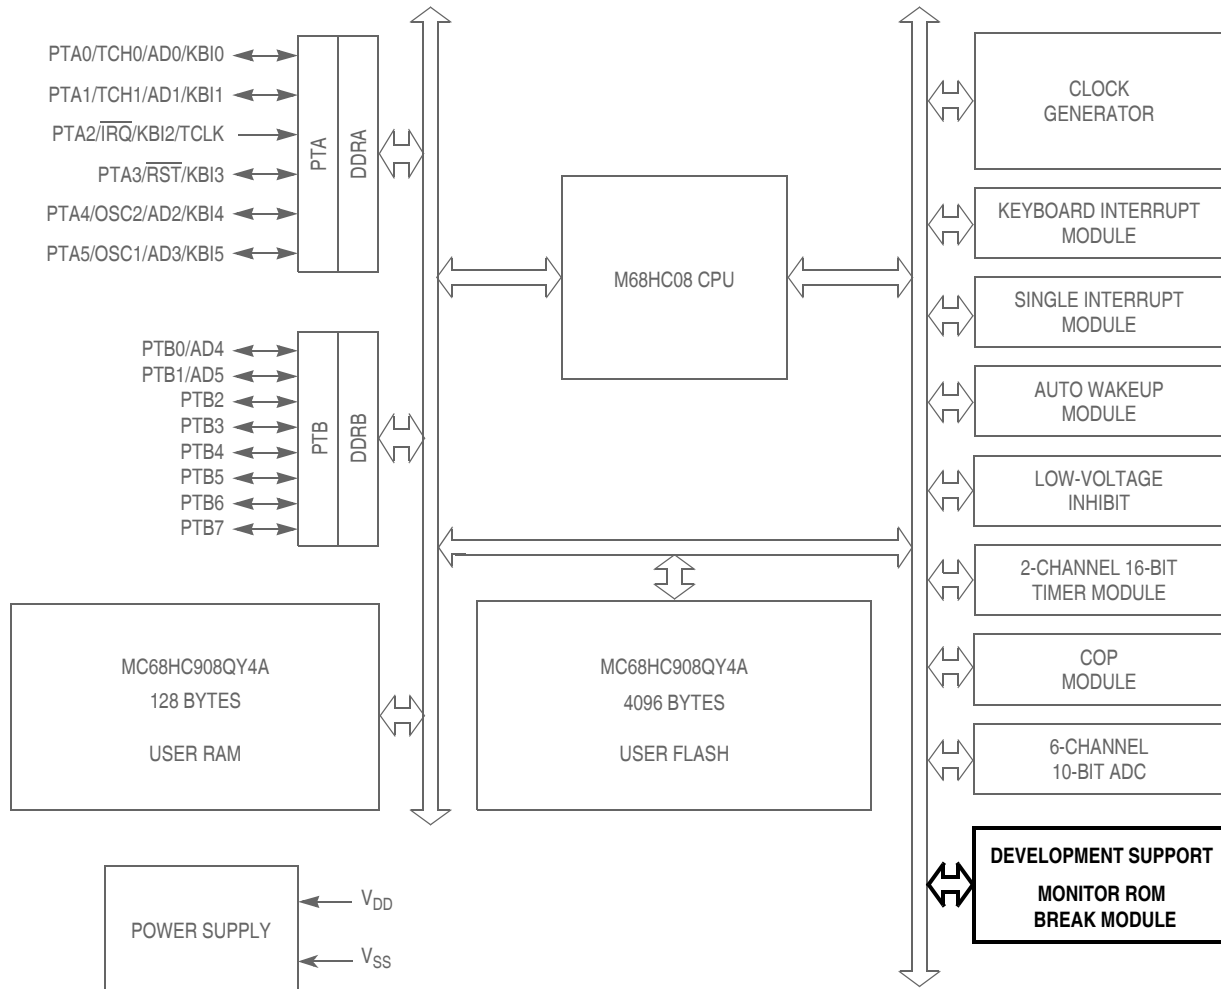 PTA0/TCH0/AD0/KBI0
PTA1/TCH1/AD1/KBI1
PTA2/IRQ/KBI2/TCLK
PTA3/RST/KBI3
PTA4/OSC2/AD2/KBI4
PTA5/OSC1/AD3/KBI5
PTA
DDRA
PTB0/AD4
PTB1/AD5
PTB2
PTB3
PTB4
PTB5
PTB6
PTB7
PTB
DDRB
M68HC08 CPU
MC68HC908QY4A
128 BYTES
USER RAM
MC68HC908QY4A
4096 BYTES
USER FLASH
POWER SUPPLY
VDD
VSS
CLOCK
GENERATOR
KEYBOARD INTERRUPT
MODULE
SINGLE INTERRUPT
MODULE
AUTO WAKEUP
MODULE
LOW-VOLTAGE
INHIBIT
2-CHANNEL 16-BIT
TIMER MODULE
COP
MODULE
6-CHANNEL
10-BIT ADC
DEVELOPMENT SUPPORT
MONITOR ROM
BREAK MODULE